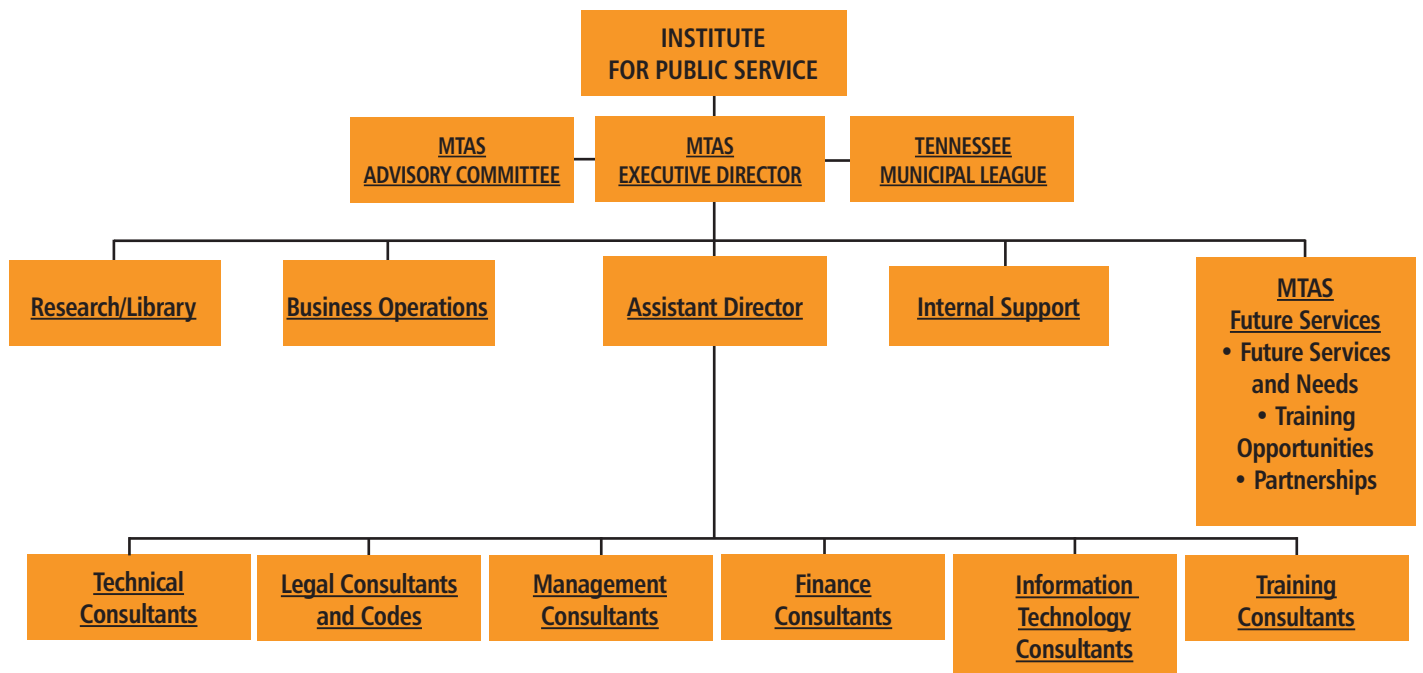 INSTITUTE
FOR PUBLIC SERVICE
MTAS
ADVISORY COMMITTEE
MTAS
EXECUTIVE DIRECTOR
TENNESSEE
MUNICIPAL LEAGUE
Research/Library
Business Operations
Assistant Director
Internal Support
MTAS
Future Services
• Future Services
and Needs
• Training
Opportunities
• Partnerships
Technical
Consultants
Legal Consultants
and Codes
Management
Consultants
Finance
Consultants
Information
Technology
Consultants
Training
Consultants